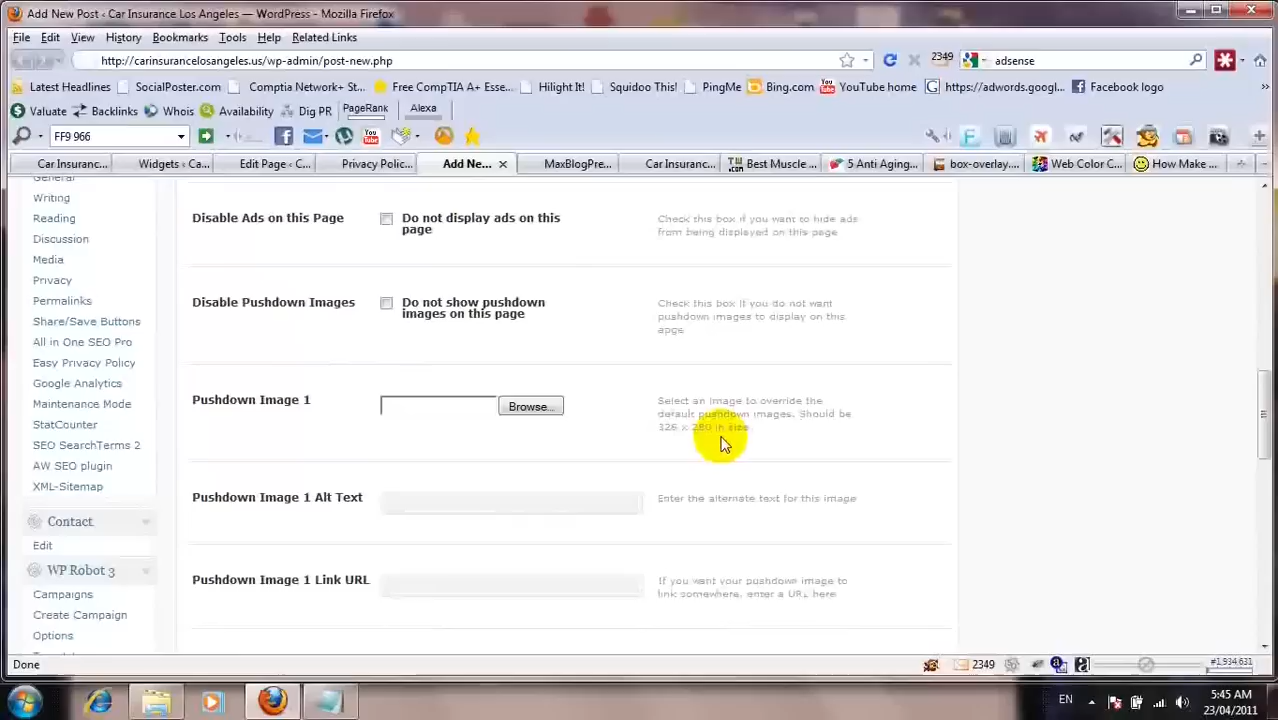 Add New Post ‹ Car Insurance Los Angeles — WordPress - Mozilla Firefox
File Edit View History Bookmarks Tools Help Related Links
http://carinsurancelosangeles.us/wp-admin/post-new.php 2349 adsense
Latest Headlines SocialPoster.com Comptia Network+ St... Free CompTIA A+ Esse... Hilight It! Squidoo This! PingMe Bing.com YouTube home https://adwords.googl... Facebook logo »
Valuate Backlinks Whois Availability Dig PR PageRank Alexa
FF9 966
Car Insuranc... Widgets ‹ Ca... Edit Page ‹ C... Privacy Polic... Add Ne... MaxBlogPre... Car Insuranc... Best Muscle ... 5 Anti Aging... box-overlay.... Web Color C... How Make ...
General
Writing
Reading
Discussion
Media
Privacy
Permalinks
Share/Save Buttons
All in One SEO Pro
Easy Privacy Policy
Google Analytics
Maintenance Mode
StatCounter
SEO SearchTerms 2
AW SEO plugin
XML-Sitemap
Contact
Edit
WP Robot 3
Campaigns
Create Campaign
Options
Disable Ads on this Page
Do not display ads on this
page
Check this box if you want to hide ads
from being displayed on this page
Disable Pushdown Images
Do not show pushdown
images on this page
Check this box if you do not want
pushdown images to display on this
apge
Pushdown Image 1
Browse...
Select an image to override the
default pushdown images. Should be
326 x 280 in size
Pushdown Image 1 Alt Text
Enter the alternate text for this image
Pushdown Image 1 Link URL
If you want your pushdown image to
link somewhere, enter a URL here
Done 2349 #1,934,631
EN 5:45 AM
23/04/2011